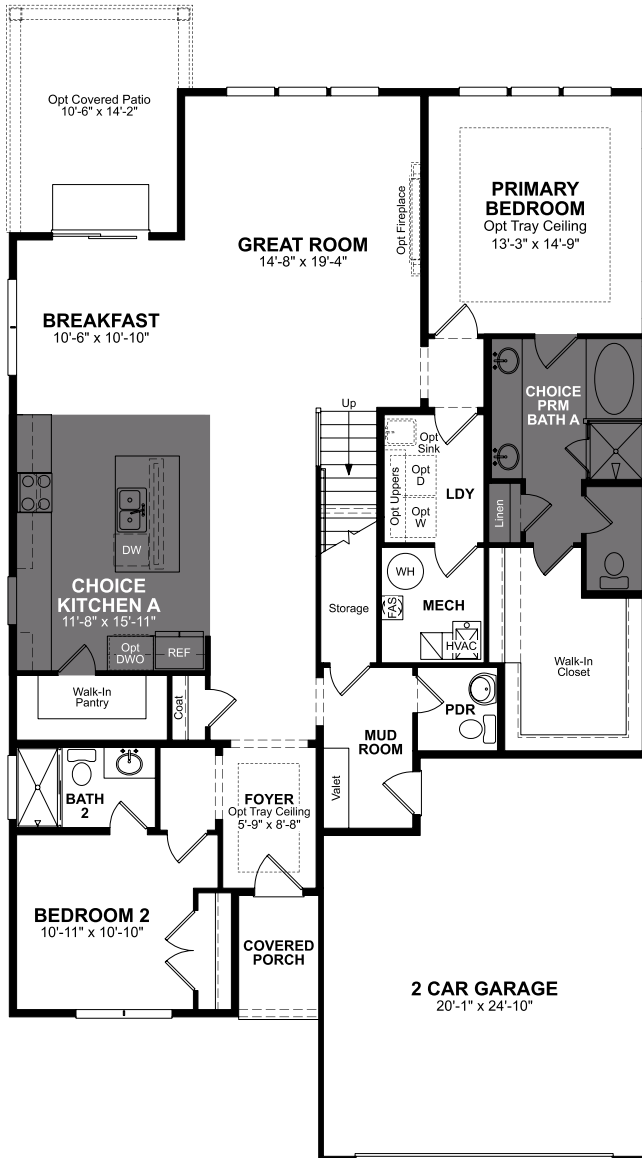 Opt Covered Patio
10'-6" x 14'-2"
GREAT ROOM
14'-8" x 19'-4"
Opt Fireplace
PRIMARY
BEDROOM
Opt Tray Ceiling
13'-3" x 14'-9"
BREAKFAST
10'-6" x 10'-10"
CHOICE
PRM
BATH A
Up
Opt
Sink
Opt Uppers
Opt
D
Opt
W
LDY
Linen
DW
CHOICE
KITCHEN A
11'-8" x 15'-11"
Opt
DWO
REF
WH
FAS
MECH
HVAC
Storage
Walk-In
Closet
Walk-In
Pantry
Coat
PDR
MUD
ROOM
Valet
BATH
2
FOYER
Opt Tray Ceiling
5'-9" x 8'-8"
BEDROOM 2
10'-11" x 10'-10"
COVERED
PORCH
2 CAR GARAGE
20'-1" x 24'-10"